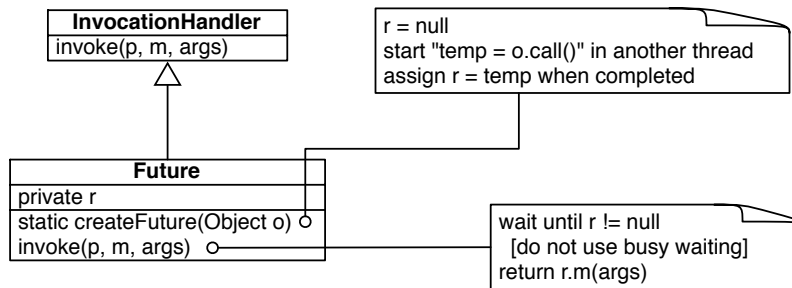 InvocationHandler
invoke(p, m, args)
r = null
start "temp = o.call()" in another thread
assign r = temp when completed
Future
private r
static createFuture(Object o)
invoke(p, m, args)
wait until r != null
[do not use busy waiting]
return r.m(args)